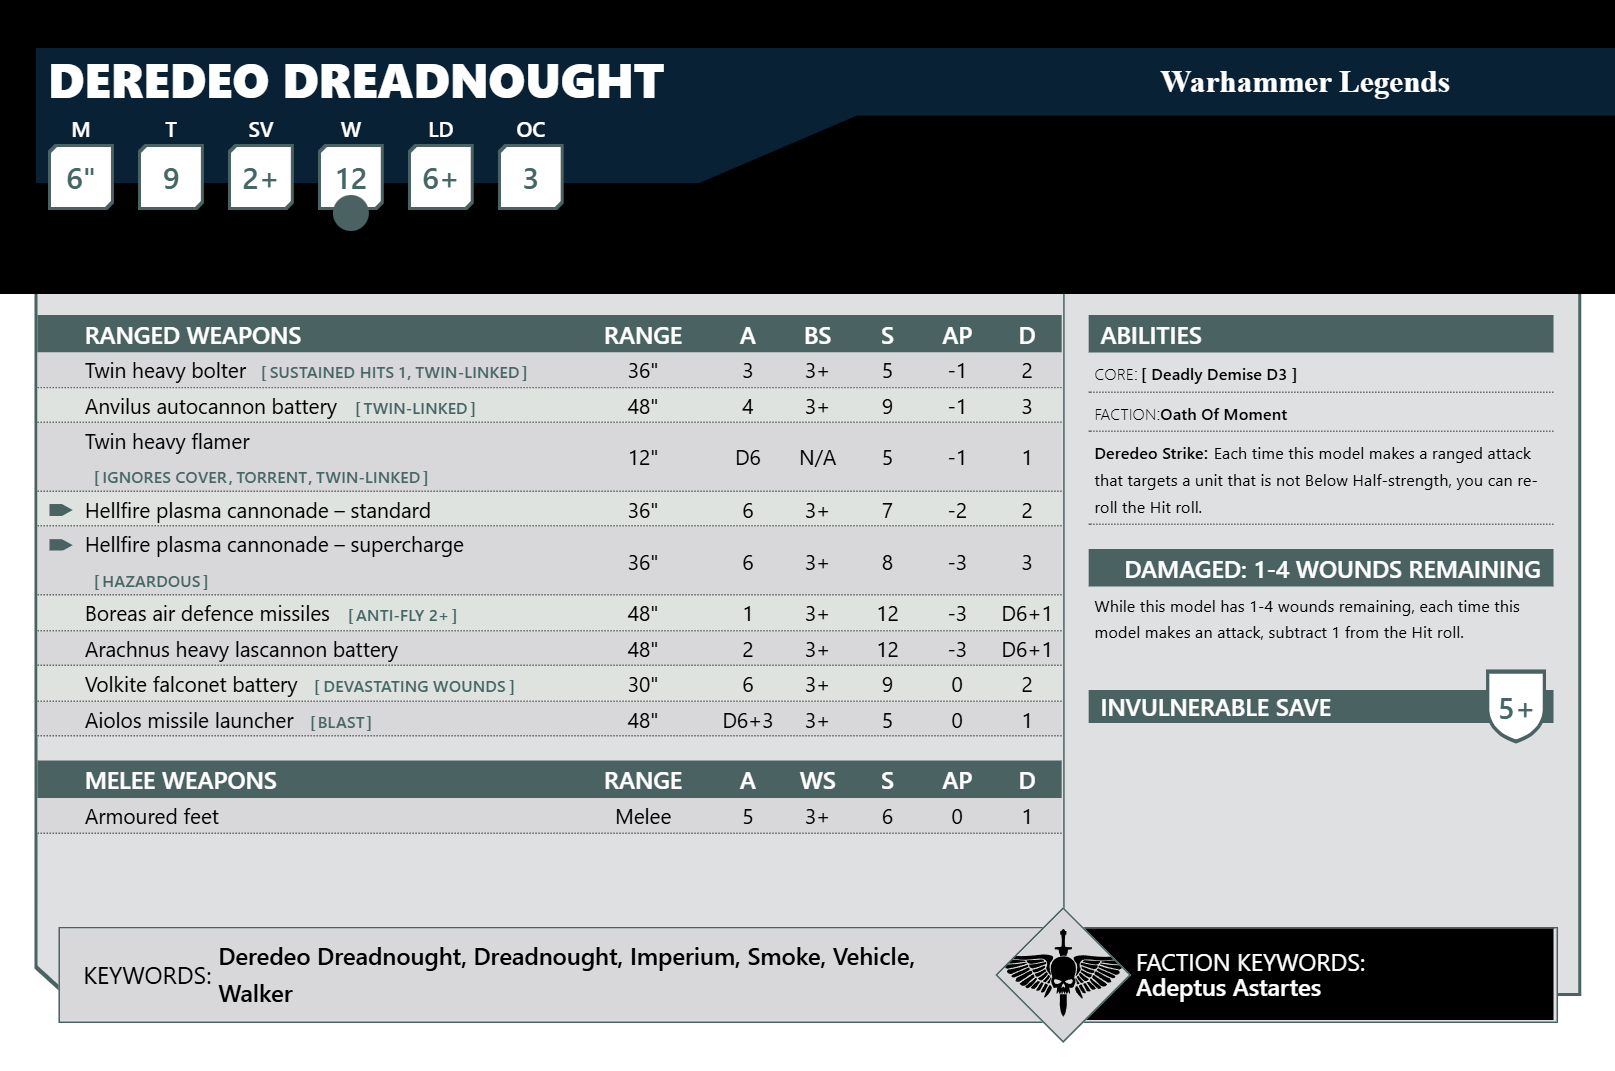 DEREDEO DREADNOUGHT
Warhammer Legends
M T SV W LD OC
6" 9 2+ 12 6+ 3
RANGED WEAPONS RANGE A BS S AP D
Twin heavy bolter [ SUSTAINED HITS 1, TWIN-LINKED ] 36" 3 3+ 5 -1 2
Anvilus autocannon battery [ TWIN-LINKED ] 48" 4 3+ 9 -1 3
Twin heavy flamer
[ IGNORES COVER, TORRENT, TWIN-LINKED ] 12" D6 N/A 5 -1 1
Hellfire plasma cannonade – standard 36" 6 3+ 7 -2 2
Hellfire plasma cannonade – supercharge
[ HAZARDOUS ] 36" 6 3+ 8 -3 3
Boreas air defence missiles [ ANTI-FLY 2+ ] 48" 1 3+ 12 -3 D6+1
Arachnus heavy lascannon battery 48" 2 3+ 12 -3 D6+1
Volkite falconet battery [ DEVASTATING WOUNDS ] 30" 6 3+ 9 0 2
Aiolos missile launcher [ BLAST ] 48" D6+3 3+ 5 0 1
MELEE WEAPONS RANGE A WS S AP D
Armoured feet Melee 5 3+ 6 0 1
ABILITIES
CORE: [ Deadly Demise D3 ]
FACTION:Oath Of Moment
Deredeo Strike: Each time this model makes a ranged attack
that targets a unit that is not Below Half-strength, you can re-
roll the Hit roll.
DAMAGED: 1-4 WOUNDS REMAINING
While this model has 1-4 wounds remaining, each time this
model makes an attack, subtract 1 from the Hit roll.
INVULNERABLE SAVE 5+
KEYWORDS: Deredeo Dreadnought, Dreadnought, Imperium, Smoke, Vehicle,
Walker
FACTION KEYWORDS:
Adeptus Astartes